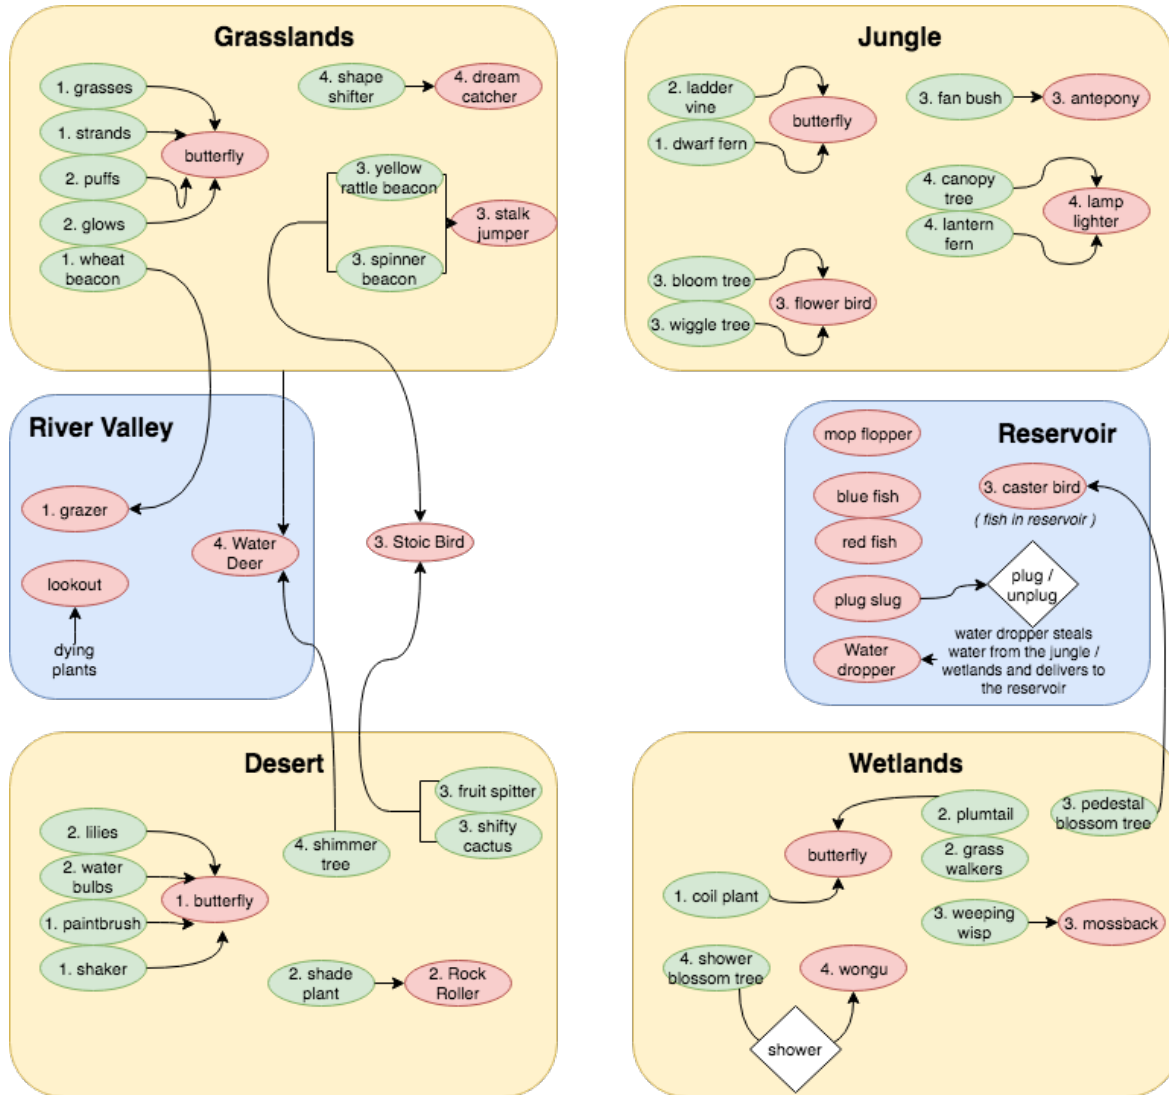 Grasslands
1. grasses
1. strands
2. puffs
2. glows
1. wheat
beacon
butterfly
4. shape
shifter
4. dream
catcher
3. yellow
rattle beacon
3. spinner
beacon
3. stalk
jumper
Jungle
2. ladder
vine
1. dwarf fern
butterfly
3. fan bush
3. antepony
4. canopy
tree
4. lantern
fern
4. lamp
lighter
3. bloom tree
3. wiggle tree
3. flower bird
River Valley
1. grazer
lookout
dying
plants
4. Water
Deer
3. Stoic Bird
Reservoir
mop flopper
blue fish
red fish
plug slug
Water
dropper
3. caster bird
( fish in reservoir )
plug /
unplug
water dropper steals
water from the jungle /
wetlands and delivers to
the reservoir
Desert
2. lilies
2. water
bulbs
1. paintbrush
1. shaker
1. butterfly
4. shimmer
tree
3. fruit spitter
3. shifty
cactus
2. shade
plant
2. Rock
Roller
Wetlands
butterfly
2. plumtail
2. grass
walkers
3. pedestal
blossom tree
1. coil plant
3. weeping
wisp
3. mossback
4. shower
blossom tree
4. wongu
shower